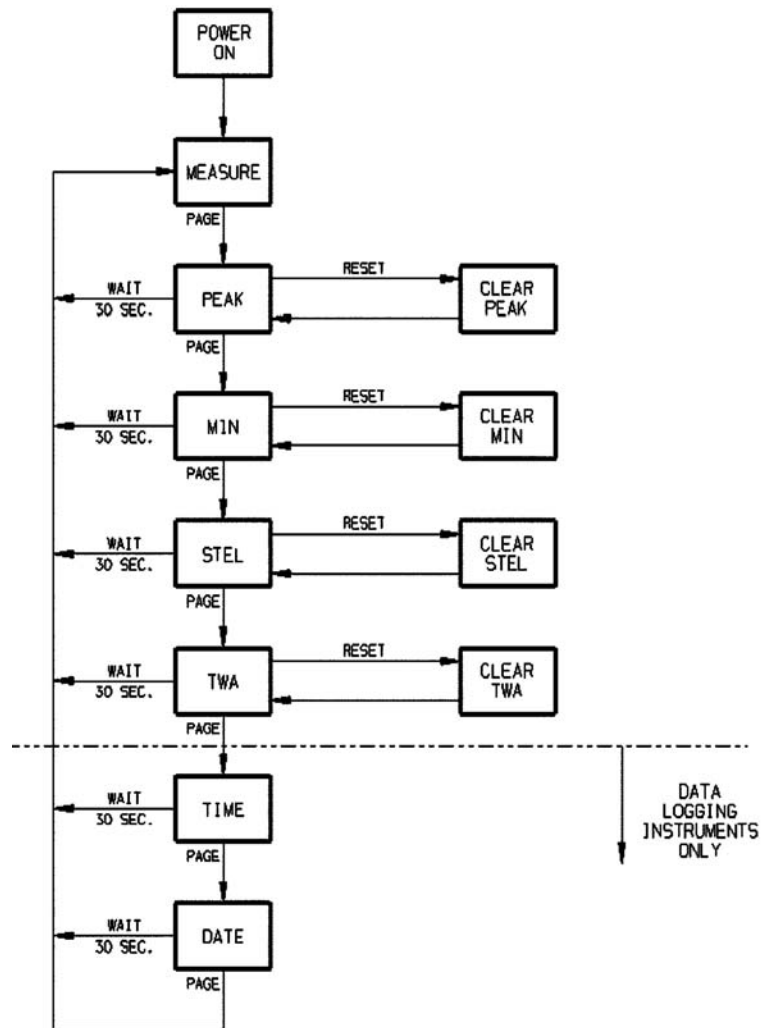 POWER
ON
MEASURE
PAGE
WAIT
30 SEC.
PEAK
RESET
CLEAR
PEAK
PAGE
WAIT
30 SEC.
MIN
RESET
CLEAR
MIN
PAGE
WAIT
30 SEC.
STEL
RESET
CLEAR
STEL
PAGE
WAIT
30 SEC.
TWA
RESET
CLEAR
TWA
PAGE
WAIT
30 SEC.
TIME
DATA
LOGGING
INSTRUMENTS
ONLY
PAGE
WAIT
30 SEC.
DATE
PAGE